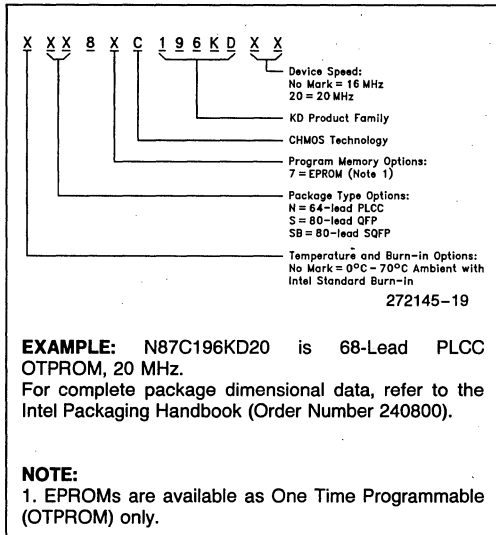 X XX 8 X C 196KD X X
Device Speed:
No Mark = 16 MHz
20 = 20 MHz
KD Product Family
CHMOS Technology
Program Memory Options:
7 = EPROM (Note 1)
Package Type Options:
N = 64-lead PLCC
S = 80-lead QFP
SB = 80-lead SQFP
Temperature and Burn-in Options:
No Mark = 0°C - 70°C Ambient with
Intel Standard Burn-in
272145-19
EXAMPLE: N87C196KD20 is 68-Lead PLCC
OTPROM, 20 MHz.
For complete package dimensional data, refer to the
Intel Packaging Handbook (Order Number 240800).
NOTE:
1. EPROMs are available as One Time Programmable
(OTPROM) only.